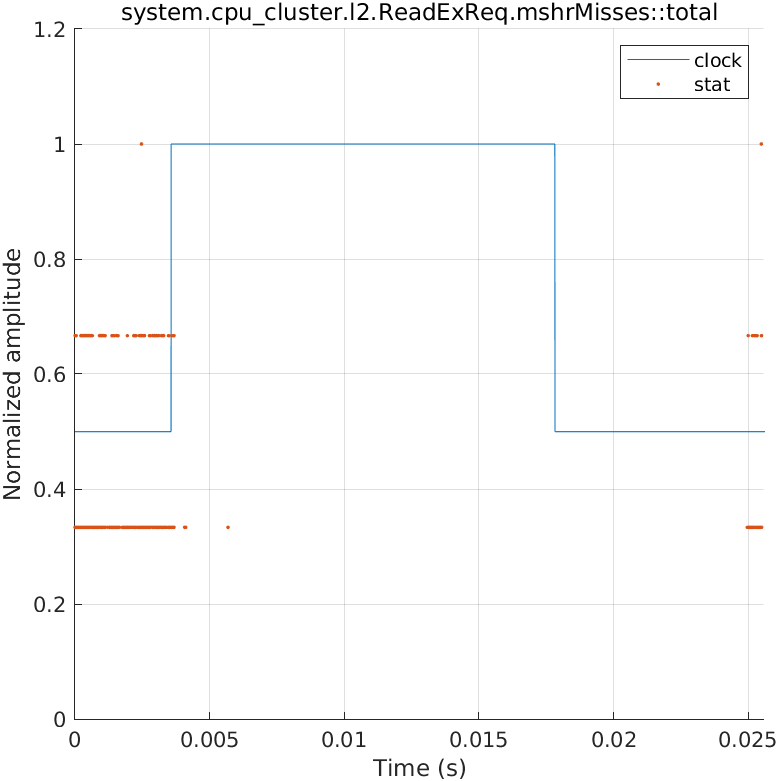 system.cpu_cluster.l2.ReadExReq.mshrMisses::total
1.2
clock
stat
1
0.8
0.6
0.4
0.2
0
Normalized amplitude
0 0.005 0.01 0.015 0.02 0.025
Time (s)